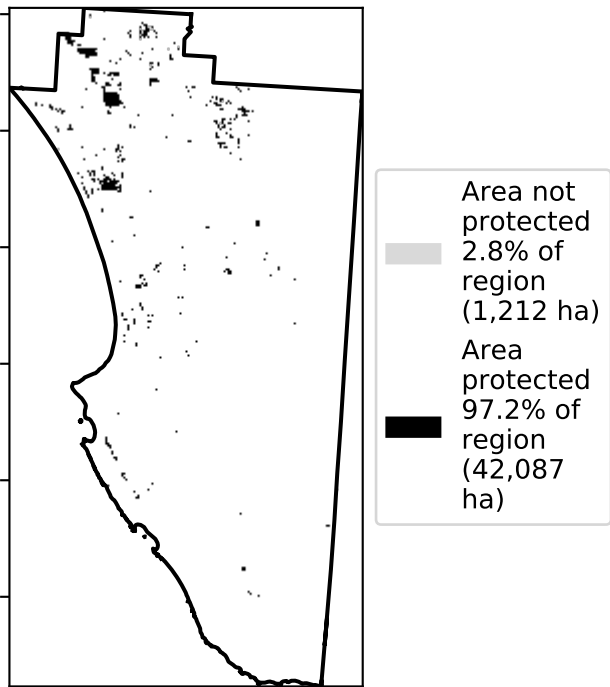 Area not
protected
2.8% of
region
(1,212 ha)
Area
protected
97.2% of
region
(42,087
ha)